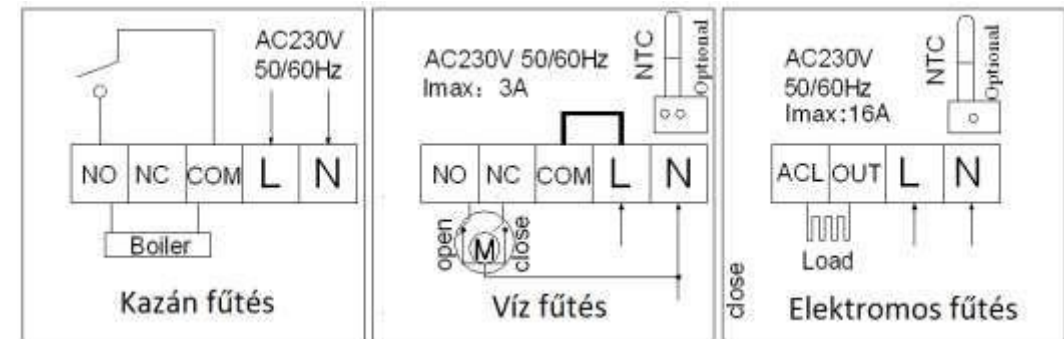 AC230V
50/60Hz
NO NC COM L N
Boiler
Kazán fűtés
AC230V 50/60Hz
Imax: 3A
NTC
Optional
NO NC COM L N
open
M
close
Víz fűtés
AC230V
50/60Hz
Imax:16A
NTC
Optional
ACL OUT L N
Load
close
Elektromos fűtés